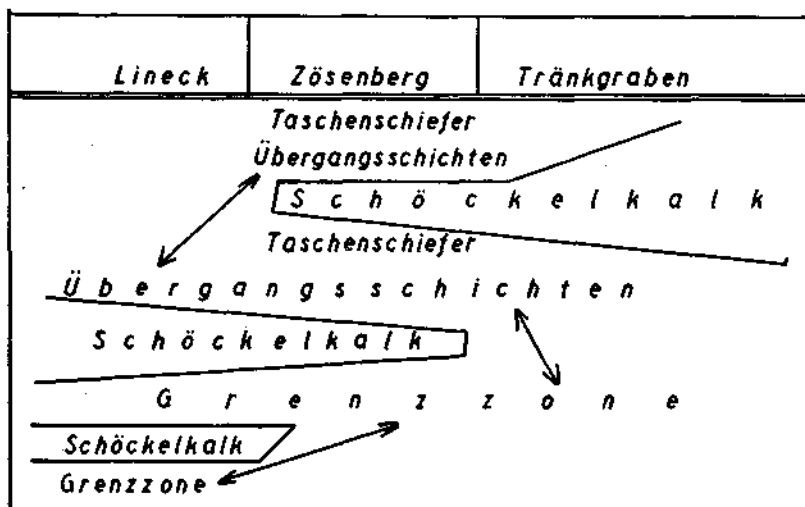 Lineck Zösenberg Tränkgraben
Taschenschiefer
Übergangsschichten
Schöckelkalk
Taschenschiefer
Übergangsschichten
Schöckelkalk
Grenzzone
Schöckelkalk
Grenzzone